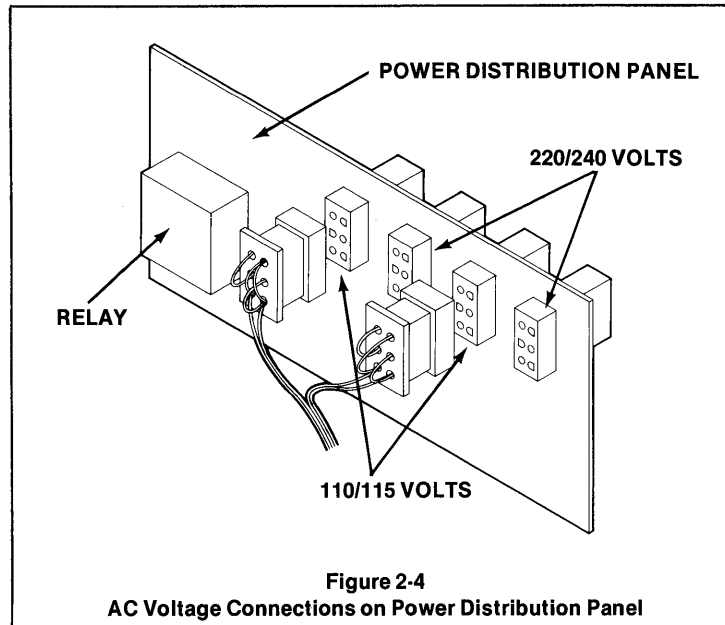 POWER DISTRIBUTION PANEL
220/240 VOLTS
RELAY
110/115 VOLTS
Figure 2-4
AC Voltage Connections on Power Distribution Panel